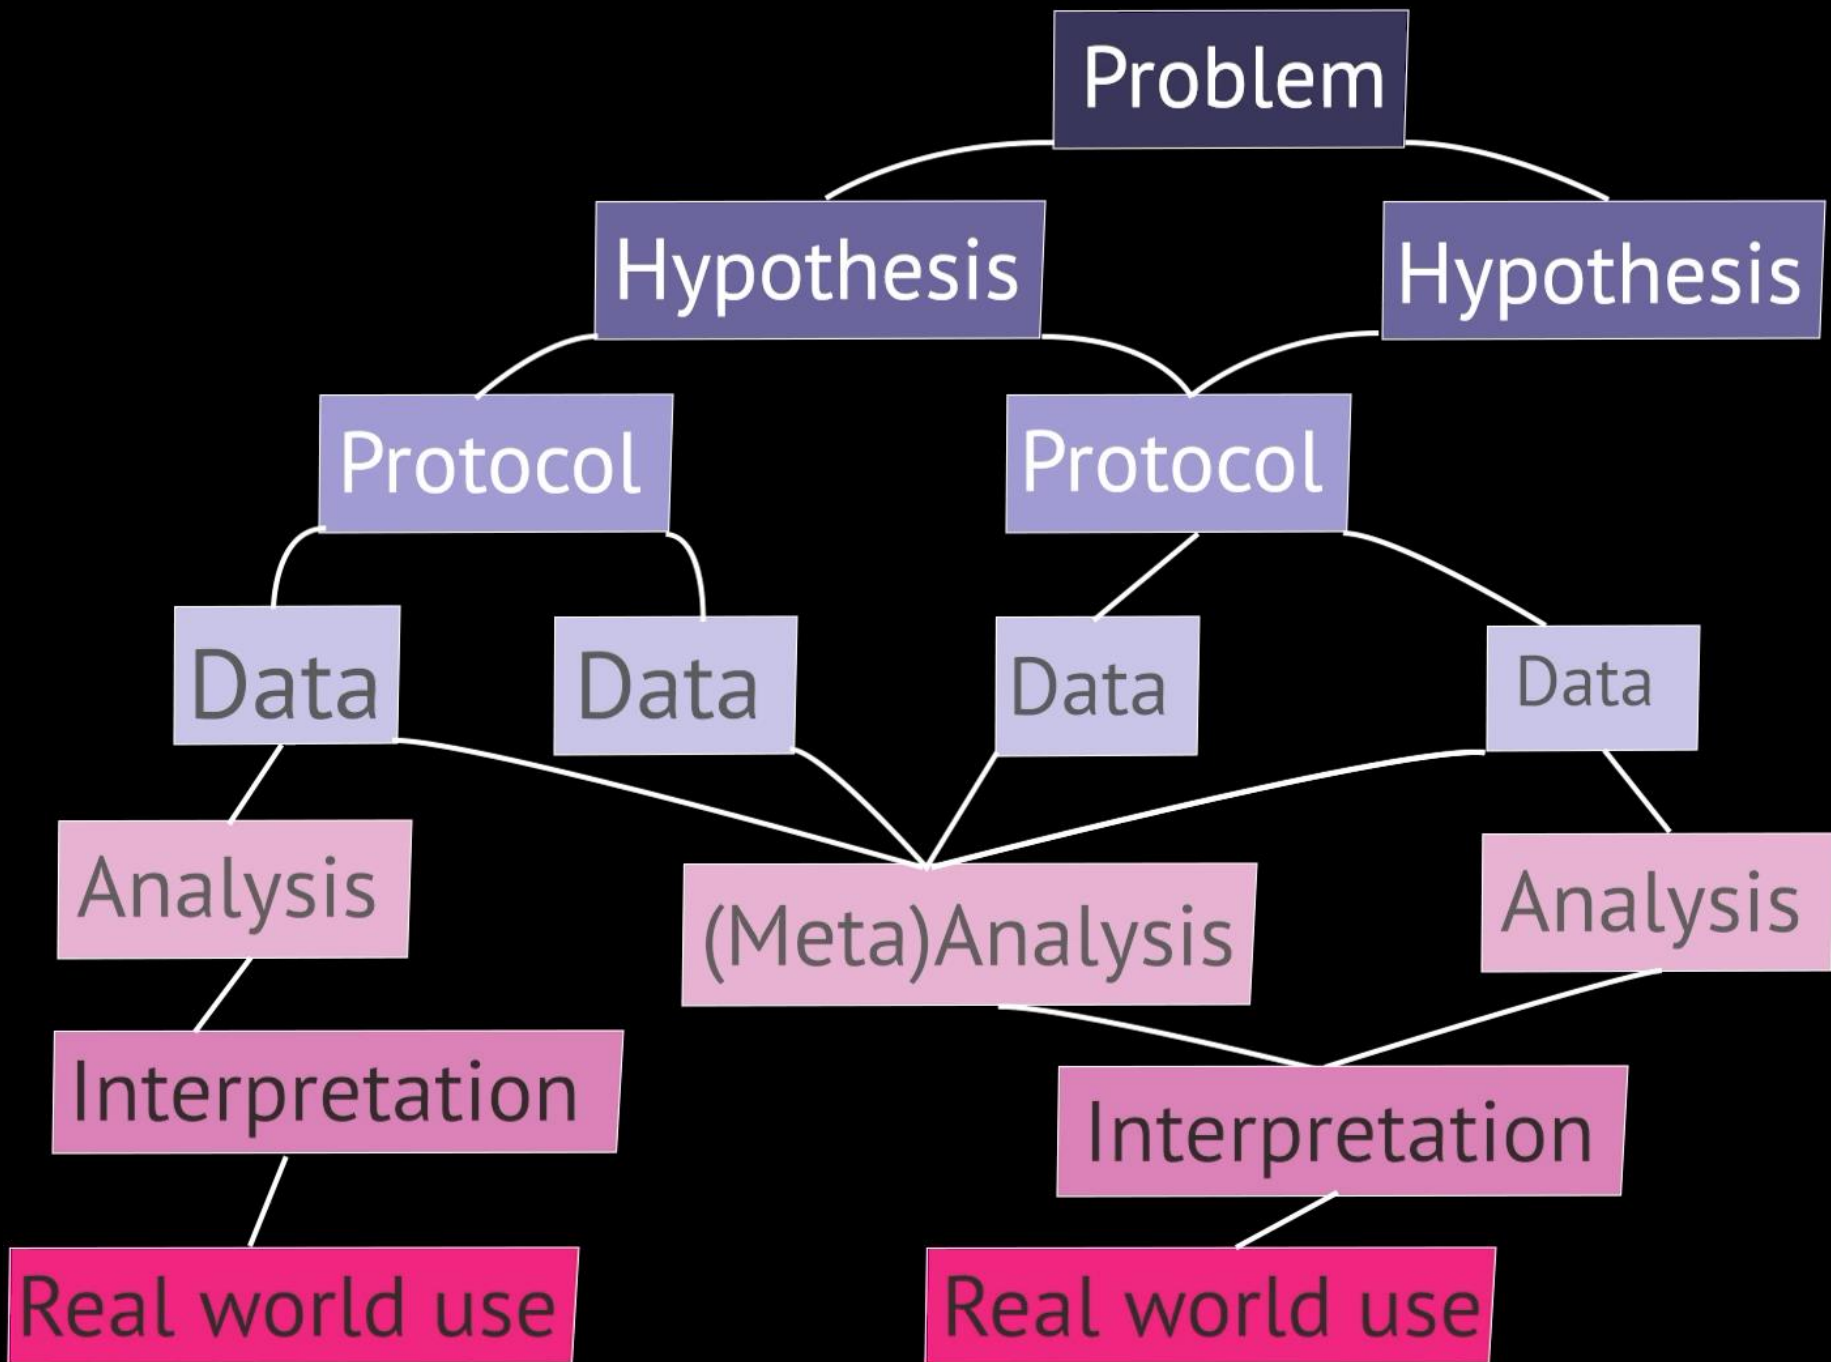 Problem
Hypothesis
Hypothesis
Protocol
Protocol
Data
Data
Data
Data
Analysis
(Meta)Analysis
Analysis
Interpretation
Interpretation
Real world use
Real world use